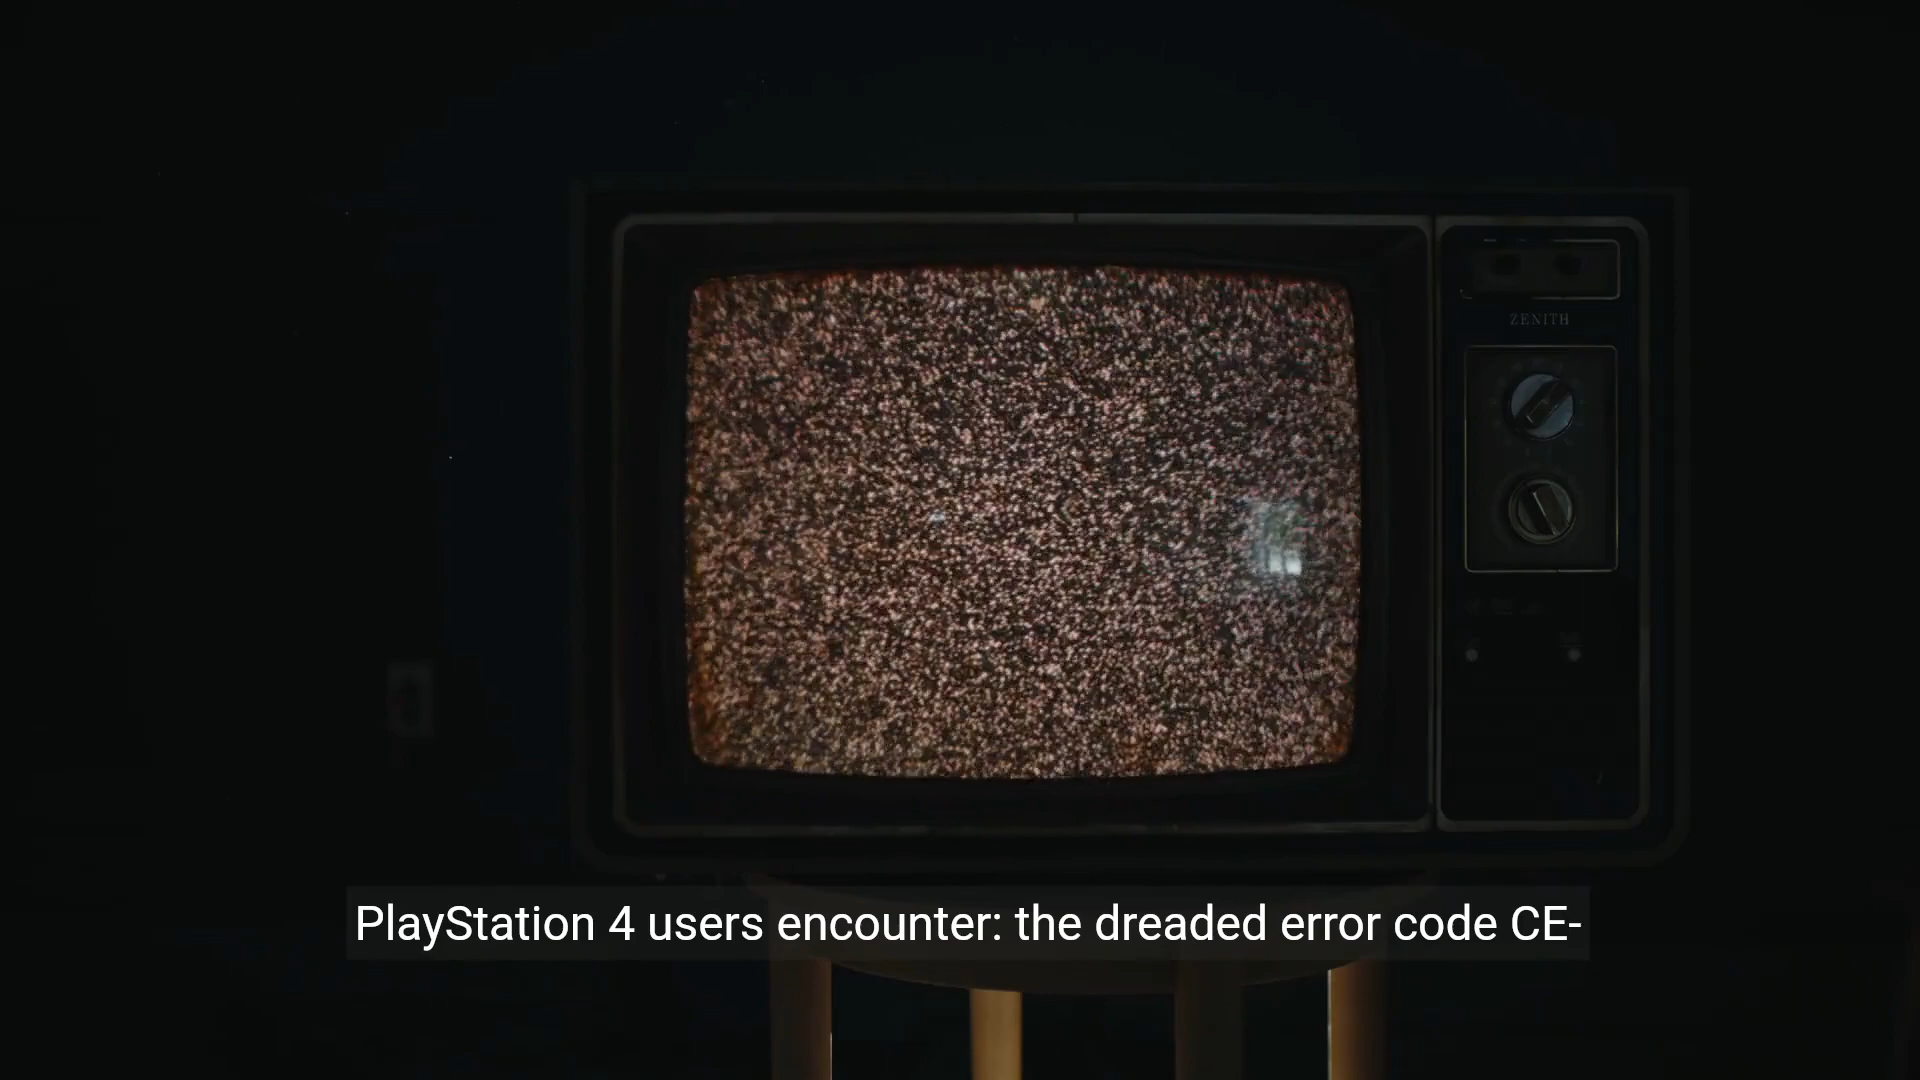 ZENITH
PlayStation 4 users encounter: the dreaded error code CE-